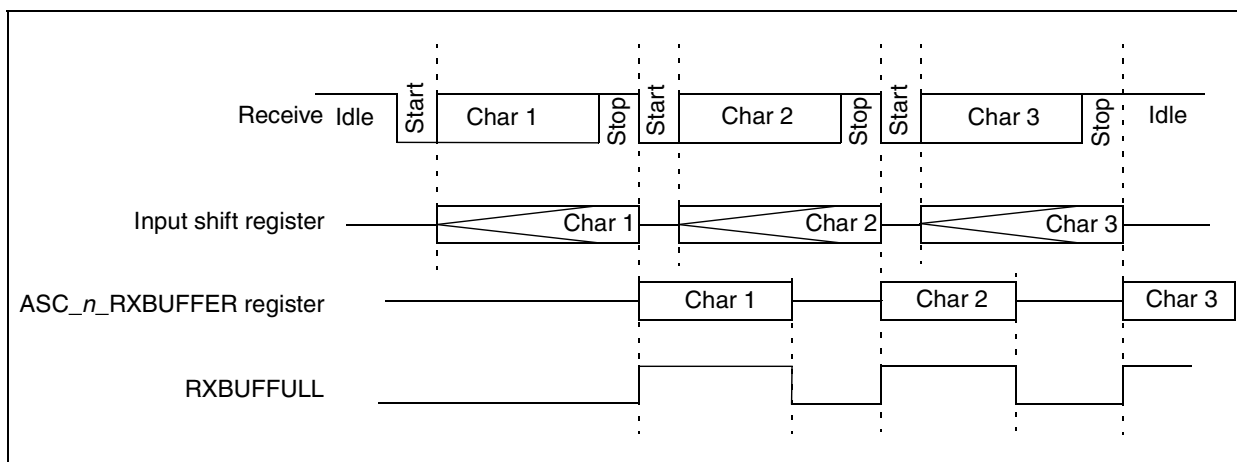 Receive Idle Start Char 1 Stop Start Char 2 Stop Start Char 3 Stop Idle
Input shift register Char 1 Char 2 Char 3
ASC_n_RXBUFFER register Char 1 Char 2 Char 3
RXBUFFULL